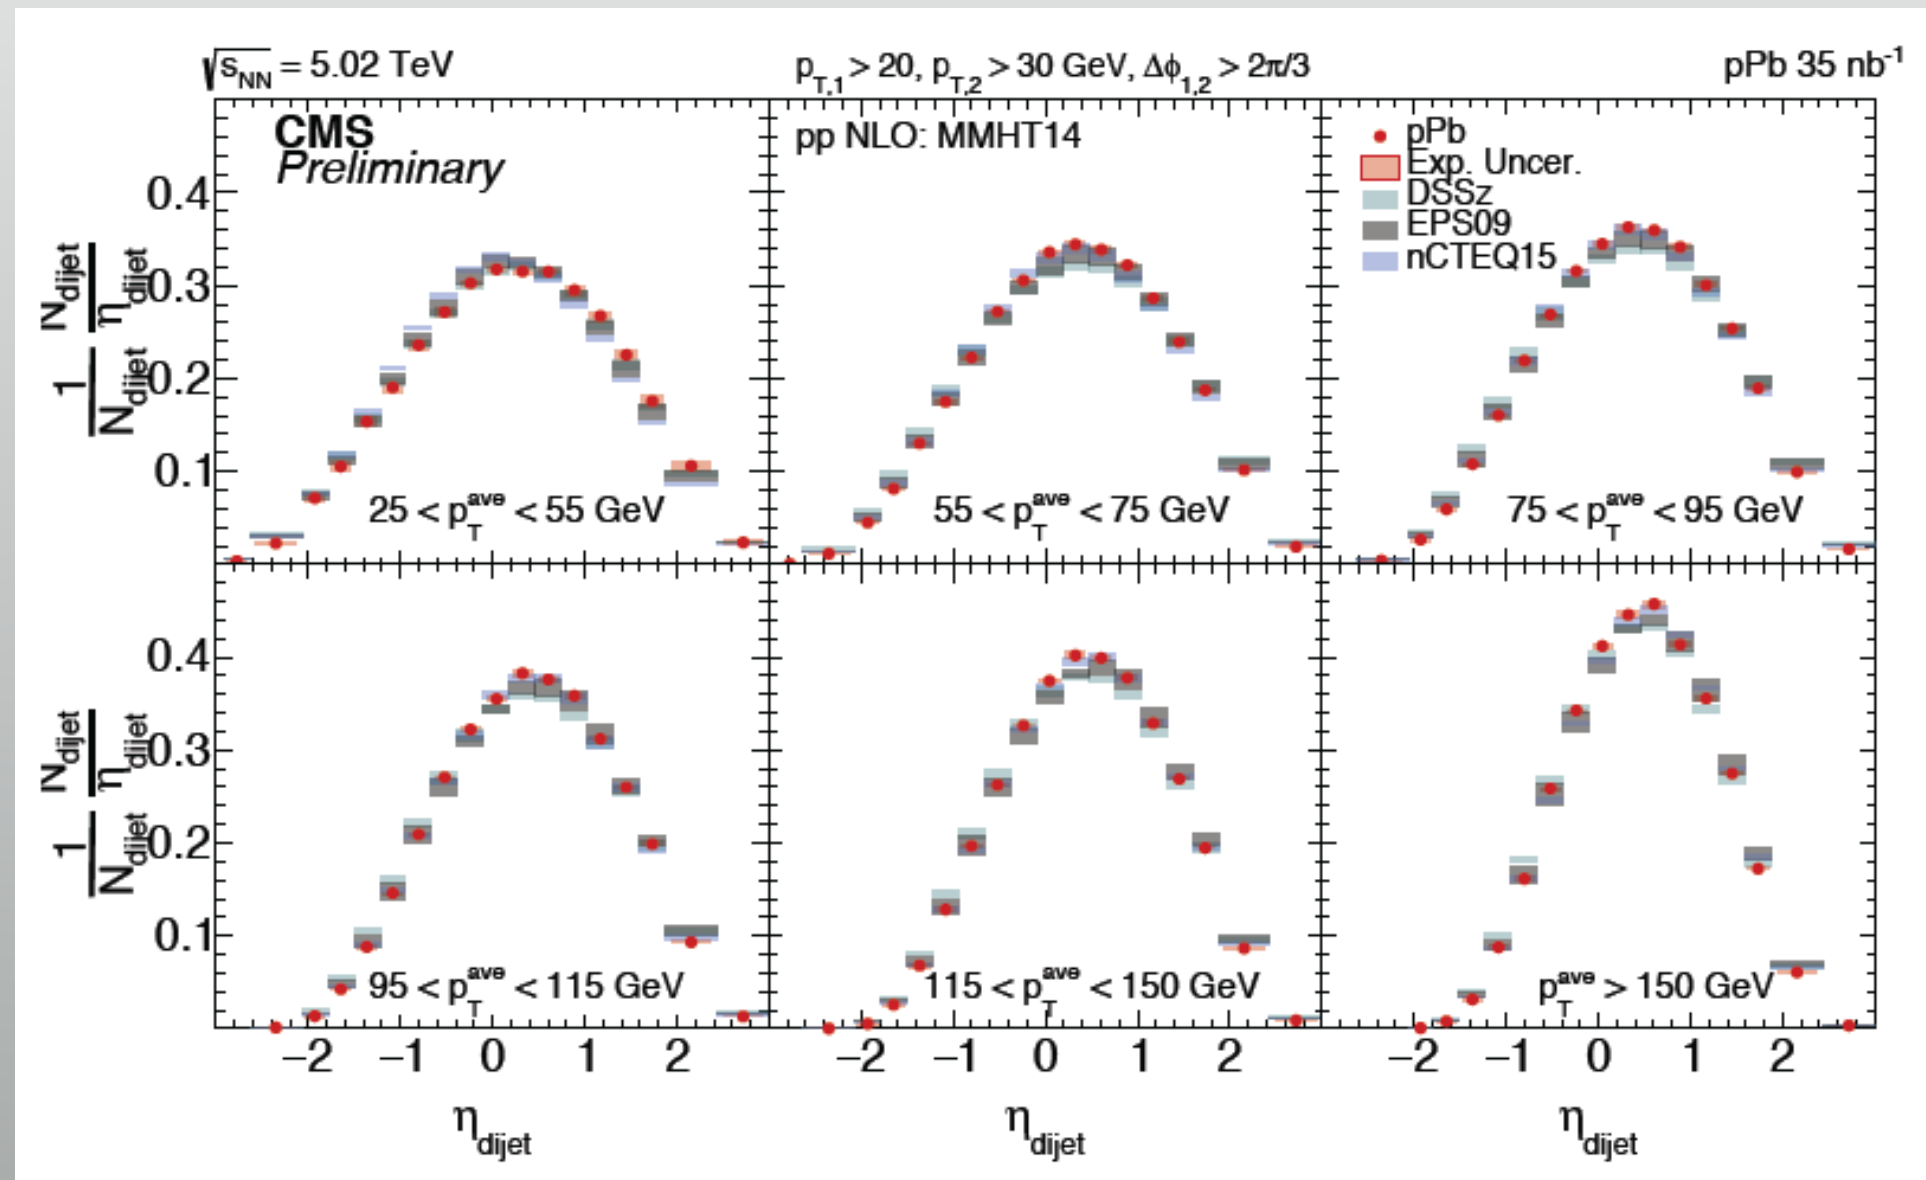 √s_NN = 5.02 TeV
p_T,1 > 20, p_T,2 > 30 GeV, Δϕ_1,2 > 2π/3
pPb 35 nb⁻¹
CMS
Preliminary
pp NLO: MMHT14
pPb
Exp. Uncer.
DSSz
EPS09
nCTEQ15
1 N_dijet
N_dijet η_dijet
0.4
0.3
0.2
0.1
25 < p_T^ave < 55 GeV
55 < p_T^ave < 75 GeV
75 < p_T^ave < 95 GeV
1 N_dijet
N_dijet η_dijet
0.4
0.3
0.2
0.1
95 < p_T^ave < 115 GeV
115 < p_T^ave < 150 GeV
p_T^ave > 150 GeV
−2 −1 0 1 2
−2 −1 0 1 2
−2 −1 0 1 2
η_dijet
η_dijet
η_dijet